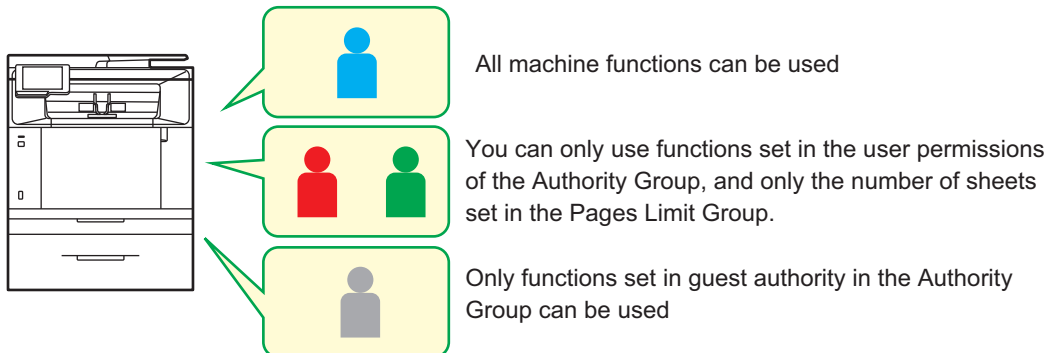 All machine functions can be used
You can only use functions set in the user permissions
of the Authority Group, and only the number of sheets
set in the Pages Limit Group.
Only functions set in guest authority in the Authority
Group can be used